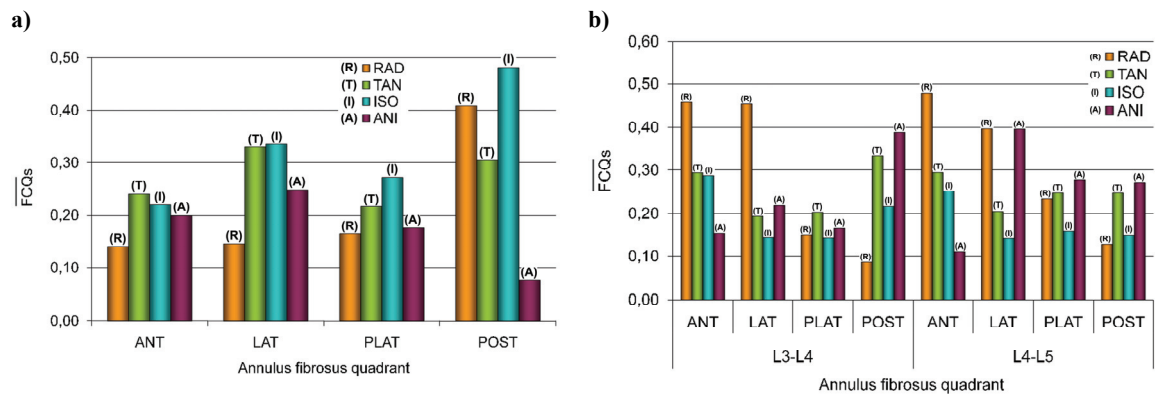 a)
0,50
0,40
0,30
0,20
0,10
0,00
FCQs
(R) RAD
(T) TAN
(I) ISO
(A) ANI
(R) (T) (I) (A)
(R) (T) (I) (A)
(R) (T) (I) (A)
(R) (T) (I) (A)
ANT LAT PLAT POST
Annulus fibrosus quadrant
b)
0,60
0,50
0,40
0,30
0,20
0,10
0,00
FCQs
(R) RAD
(T) TAN
(I) ISO
(A) ANI
(R) (T) (I) (A)
(R) (T) (I) (A)
(R) (T) (I) (A)
(R) (T) (I) (A)
(R) (T) (I) (A)
(R) (T) (I) (A)
(R) (T) (I) (A)
(R) (T) (I) (A)
ANT LAT PLAT POST ANT LAT PLAT POST
L3-L4 L4-L5
Annulus fibrosus quadrant